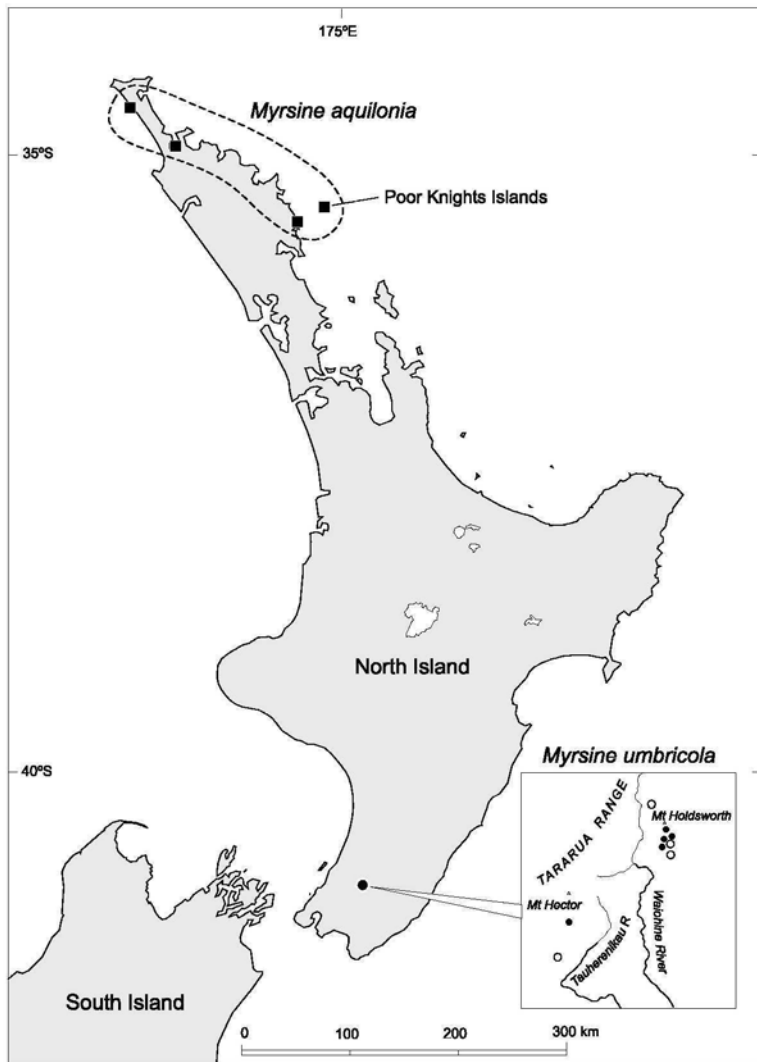 175ºE
Myrsine aquilonia
35ºS
Poor Knights Islands
North Island
40ºS
Myrsine umbricola
TARARUA RANGE
Mt Holdsworth
Mt Hector
Tauherenikau R
Waiohine River
South Island
0 100 200 300 km